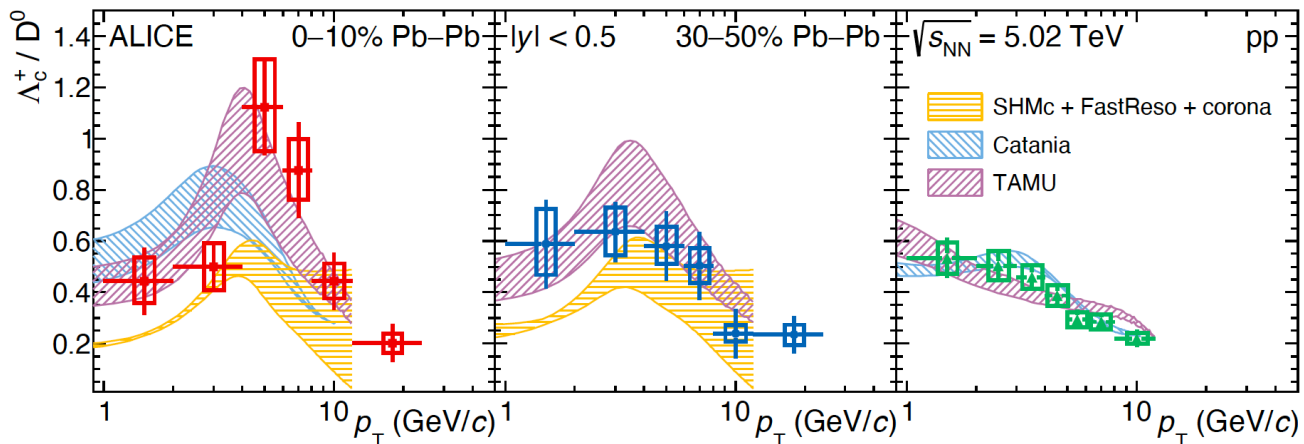 Λc+ / D0
1.4
1.2
1
0.8
0.6
0.4
0.2
ALICE
0–10% Pb–Pb
|y| < 0.5
30–50% Pb–Pb
√sNN = 5.02 TeV
pp
SHMc + FastReso + corona
Catania
TAMU
1
10
pT (GeV/c)
1
10
pT (GeV/c)
1
10
pT (GeV/c)